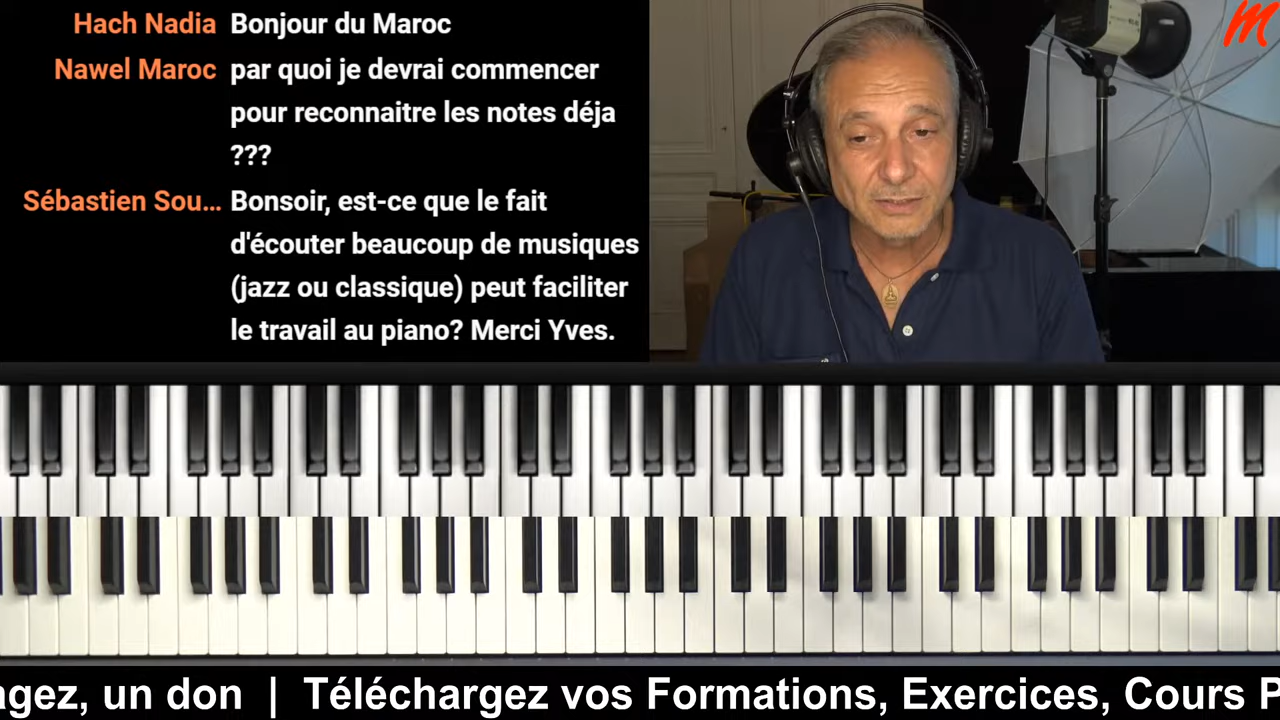 Hach Nadia Bonjour du Maroc
Nawel Maroc par quoi je devrai commencer
pour reconnaitre les notes déja
???
Sébastien Sou... Bonsoir, est-ce que le fait
d'écouter beaucoup de musiques
(jazz ou classique) peut faciliter
le travail au piano? Merci Yves.
un don | Téléchargez vos Formations, Exercices, Cours